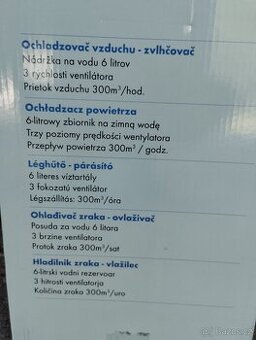 Ochladzovač vzduchu - zvlhčovač
Nádržka na vodu 6 litrov
3 rychlosti ventilátora
Prietok vzduchu 300m³/hod.
Ochładzacz powietrza
6-litrowy zbiornik na zimną wodę
Trzy poziomy prędkości wentylatora
Przepływ powietrza 300m² / godz.
Léghűtő - párásító
6 literes víztartály
3 fokozatú ventilátor
Légszállítás: 300m³/óra
Ohlađivač zraka - ovlaživač
Posuda za vodu 6 litara
3 brzine ventilatora
Protok zraka 300m³/sat
Hladilnik zraka - vlažilec
6-litrski vodni rezervoar
3 hitrosti ventilatorja
Količina zraka 300m³/uro